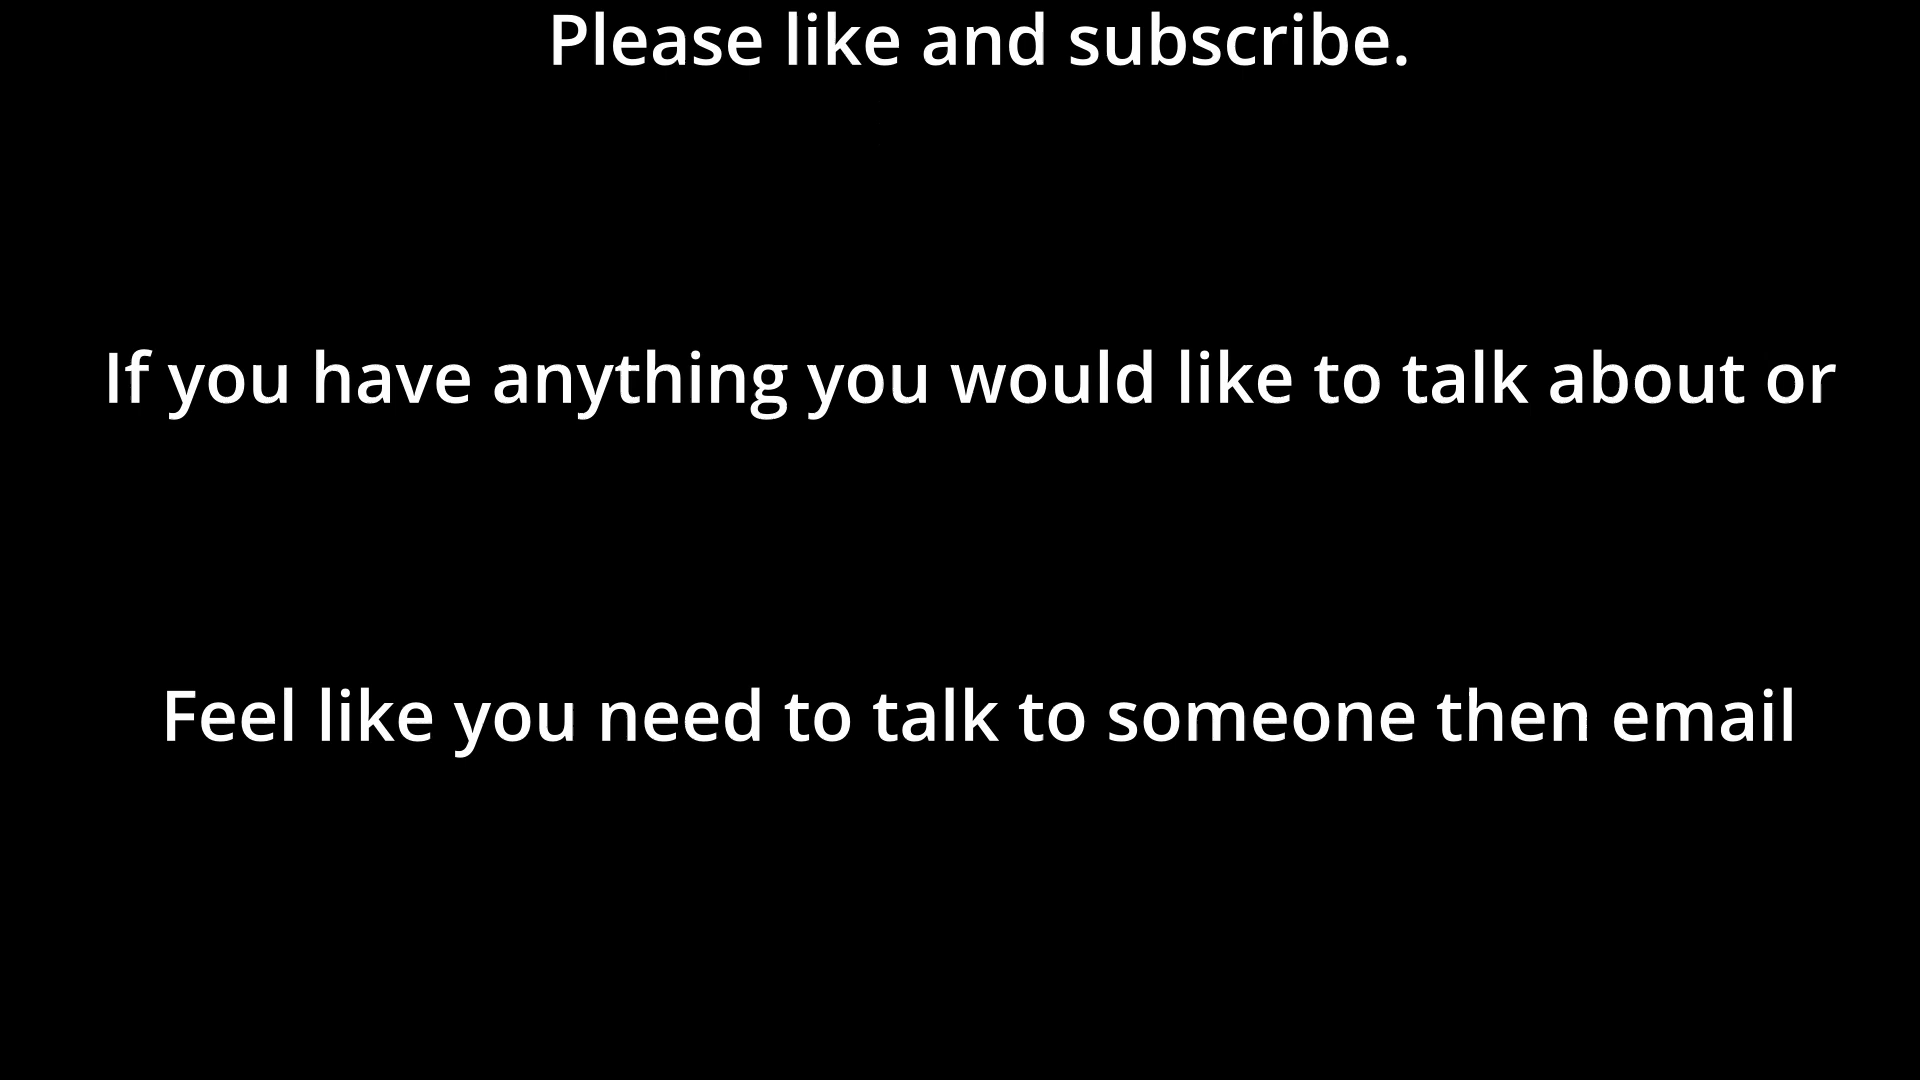 Please like and subscribe.
If you have anything you would like to talk about or
Feel like you need to talk to someone then email